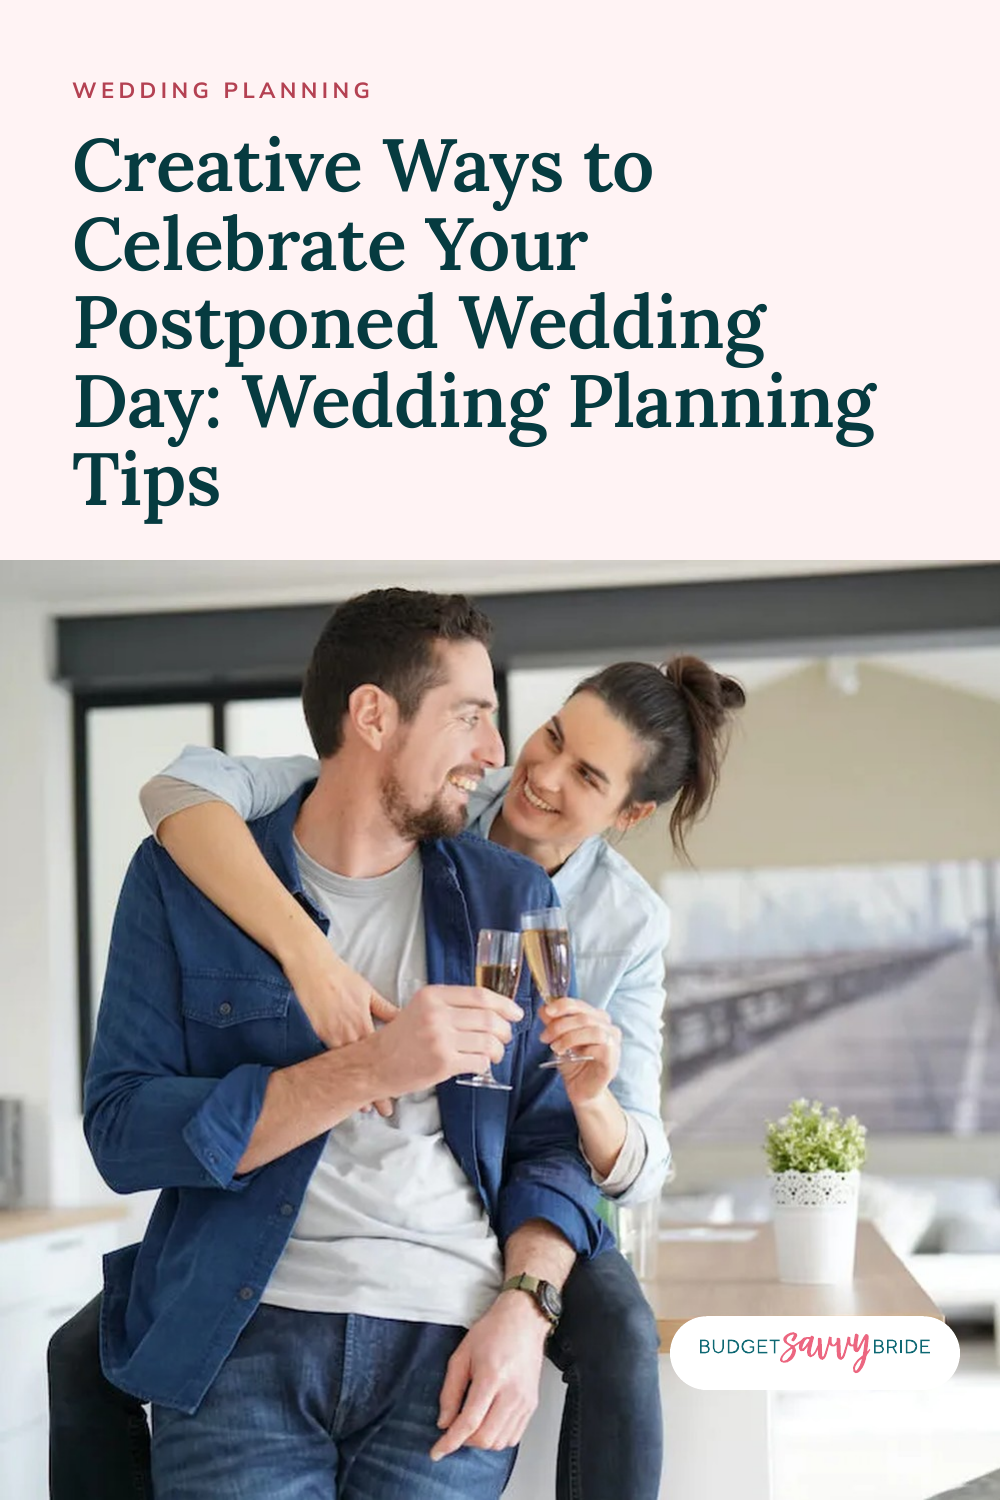 WEDDING PLANNING
Creative Ways to
Celebrate Your
Postponed Wedding
Day: Wedding Planning
Tips
BUDGET savvy BRIDE